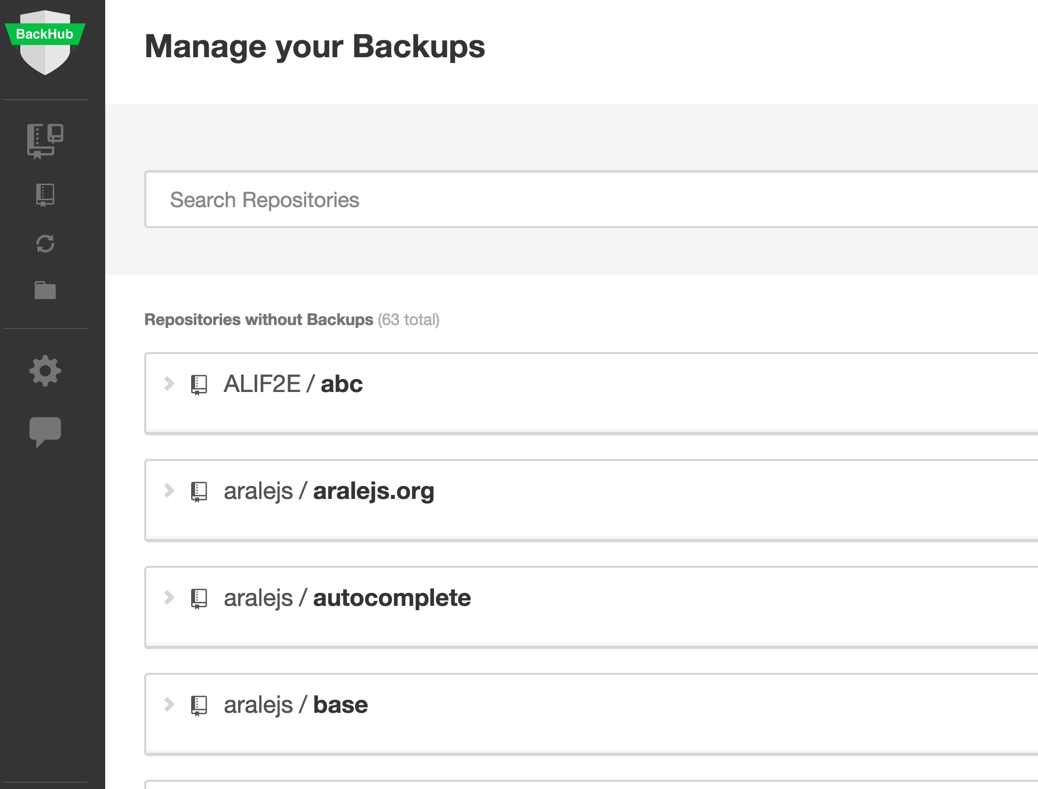 BackHub
Manage your Backups
Search Repositories
Repositories without Backups (63 total)
ALIF2E / abc
aralejs / aralejs.org
aralejs / autocomplete
aralejs / base